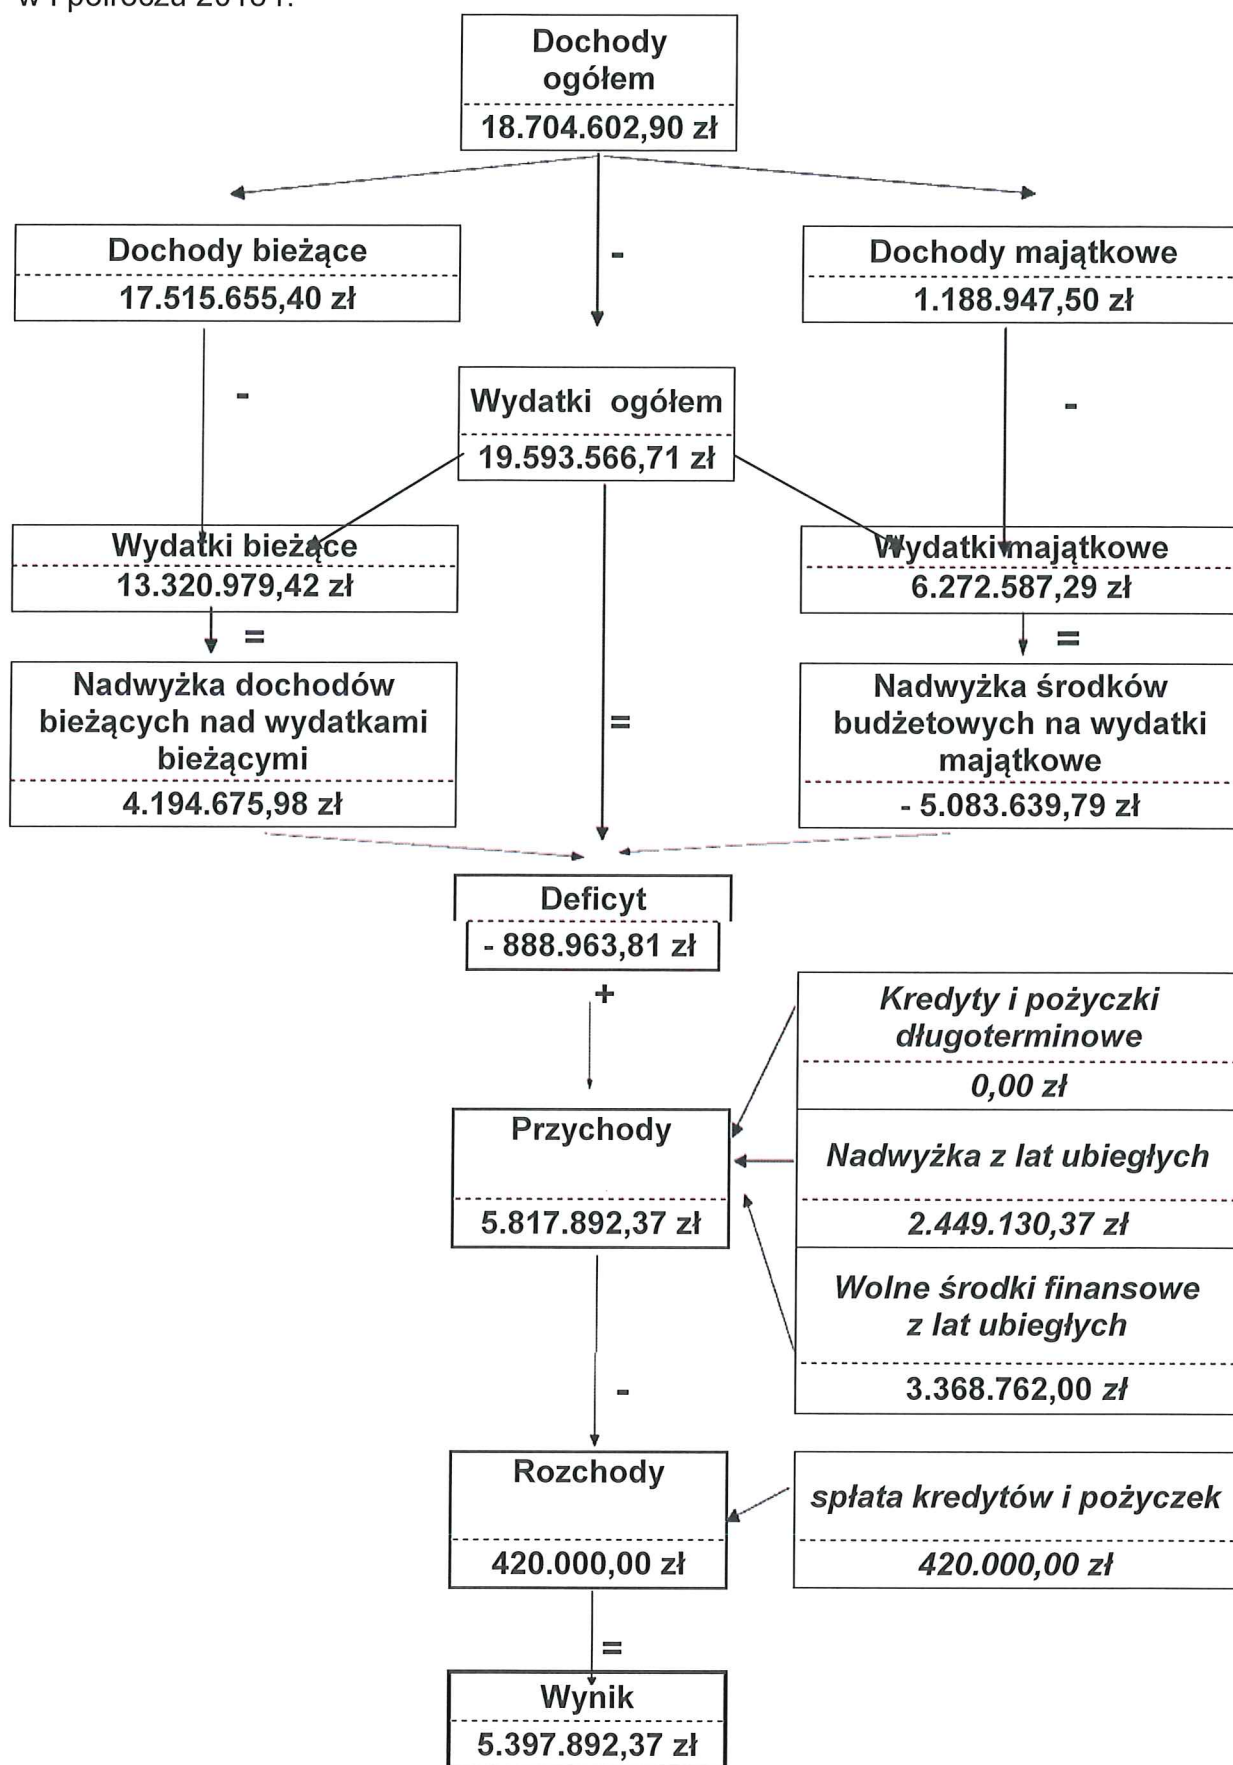 Dochody
ogółem
18.704.602,90 zł
Dochody bieżące
17.515.655,40 zł
-
Dochody majątkowe
1.188.947,50 zł
-
Wydatki ogółem
19.593.566,71 zł
-
Wydatki bieżące
13.320.979,42 zł
Wydatki majątkowe
6.272.587,29 zł
=
=
Nadwyżka dochodów
bieżących nad wydatkami
bieżącymi
4.194.675,98 zł
=
Nadwyżka środków
budżetowych na wydatki
majątkowe
- 5.083.639,79 zł
Deficyt
- 888.963,81 zł
+
Kredyty i pożyczki
długoterminowe
0,00 zł
Przychody
5.817.892,37 zł
Nadwyżka z lat ubiegłych
2.449.130,37 zł
Wolne środki finansowe
z lat ubiegłych
3.368.762,00 zł
-
Rozchody
420.000,00 zł
spłata kredytów i pożyczek
420.000,00 zł
=
Wynik
5.397.892,37 zł